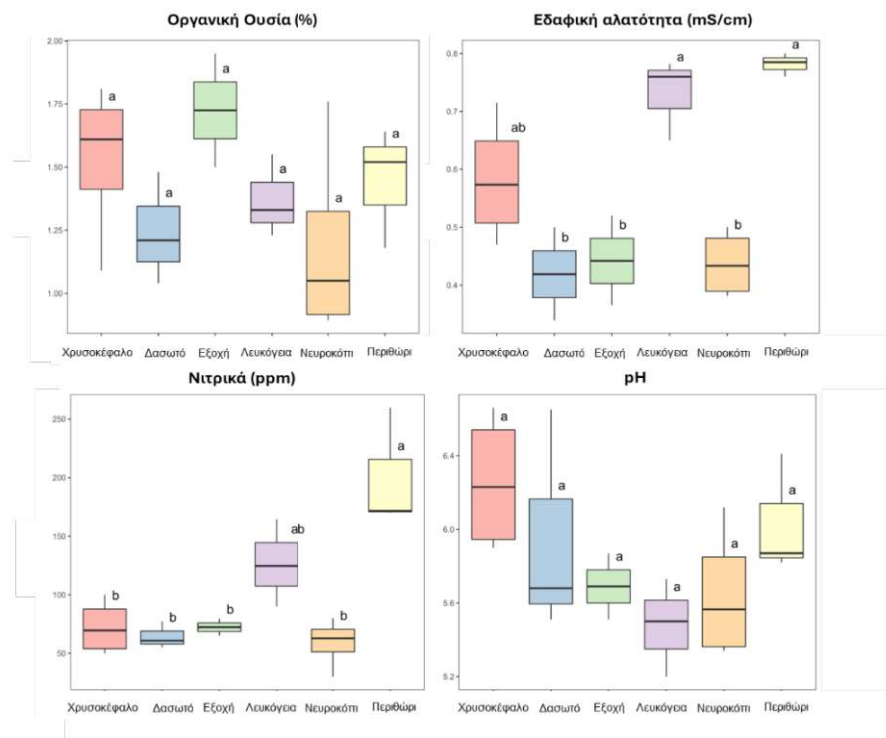 Οργανική Ουσία (%)
2.00
1.75
1.50
1.25
1.00
a
a
a
a
a
a
Χρυσοκέφαλο Δασωτό Εξοχή Λευκόγεια Νευροκόπι Περιθώρι
Εδαφική αλατότητα (mS/cm)
0.8
0.7
0.6
0.5
0.4
ab
b
b
a
b
a
Χρυσοκέφαλο Δασωτό Εξοχή Λευκόγεια Νευροκόπι Περιθώρι
Νιτρικά (ppm)
250
200
150
100
50
b
b
b
ab
b
a
Χρυσοκέφαλο Δασωτό Εξοχή Λευκόγεια Νευροκόπι Περιθώρι
pH
6.4
6.0
5.6
5.2
a
a
a
a
a
a
Χρυσοκέφαλο Δασωτό Εξοχή Λευκόγεια Νευροκόπι Περιθώρι